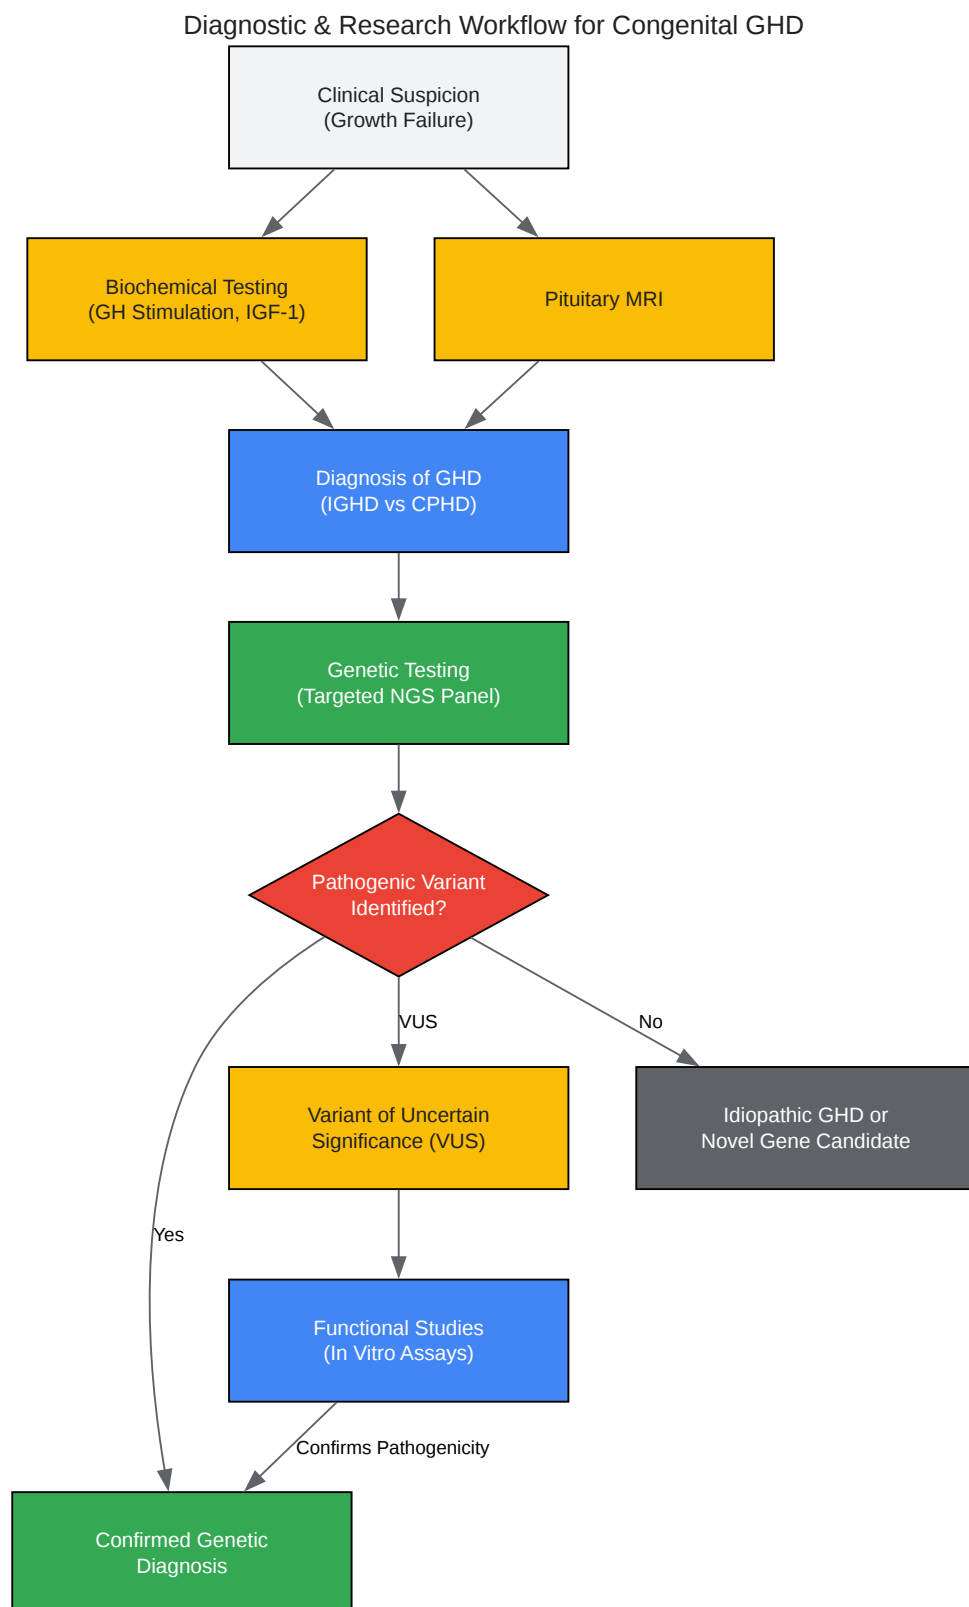 Diagnostic & Research Workflow for Congenital GHD
Clinical Suspicion
(Growth Failure)
Biochemical Testing
(GH Stimulation, IGF-1)
Pituitary MRI
Diagnosis of GHD
(IGHD vs CPHD)
Genetic Testing
(Targeted NGS Panel)
Pathogenic Variant
Identified?
VUS
No
Variant of Uncertain
Significance (VUS)
Idiopathic GHD or
Novel Gene Candidate
Yes
Functional Studies
(In Vitro Assays)
Confirms Pathogenicity
Confirmed Genetic
Diagnosis